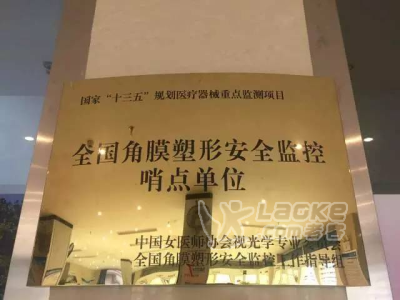 国家“十三五”规划医疗器械重点监测项目
全国角膜塑形安全监控
哨点单位
Laoke
中国女医师协会视光学专业委员会
全国角膜塑形安全监控工作指导组